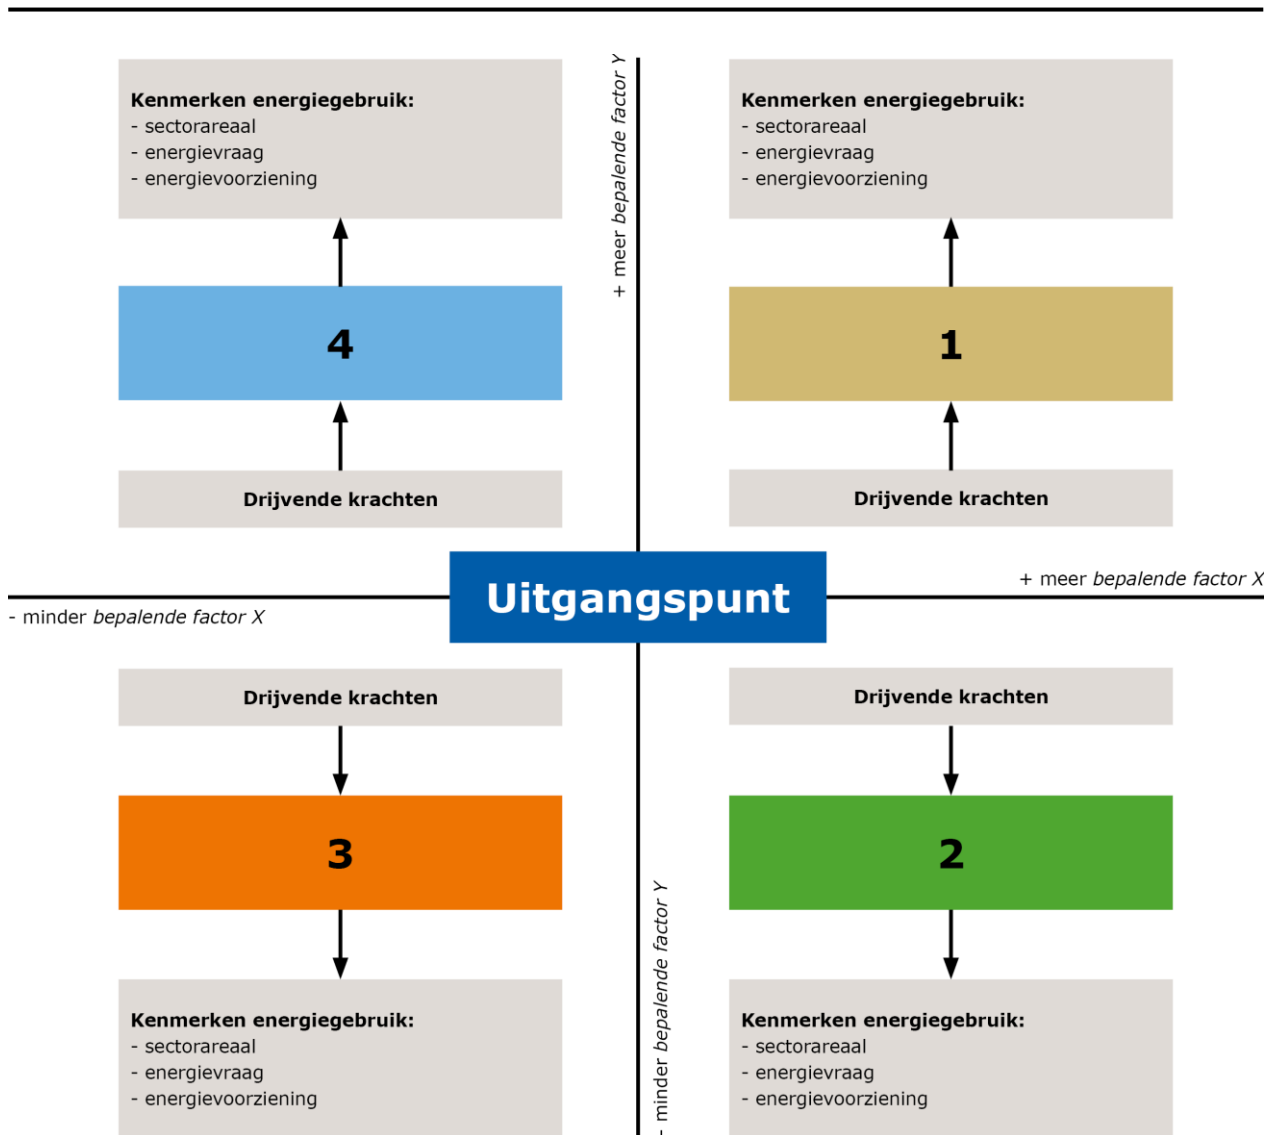 Kenmerken energiegebruik:
- sectorareaal
- energievraag
- energievoorziening
+ meer bepalende factor Y
Kenmerken energiegebruik:
- sectorareaal
- energievraag
- energievoorziening
4
1
Drijvende krachten
Drijvende krachten
Uitgangspunt
+ meer bepalende factor X
- minder bepalende factor X
Drijvende krachten
Drijvende krachten
3
2
- minder bepalende factor Y
Kenmerken energiegebruik:
- sectorareaal
- energievraag
- energievoorziening
Kenmerken energiegebruik:
- sectorareaal
- energievraag
- energievoorziening